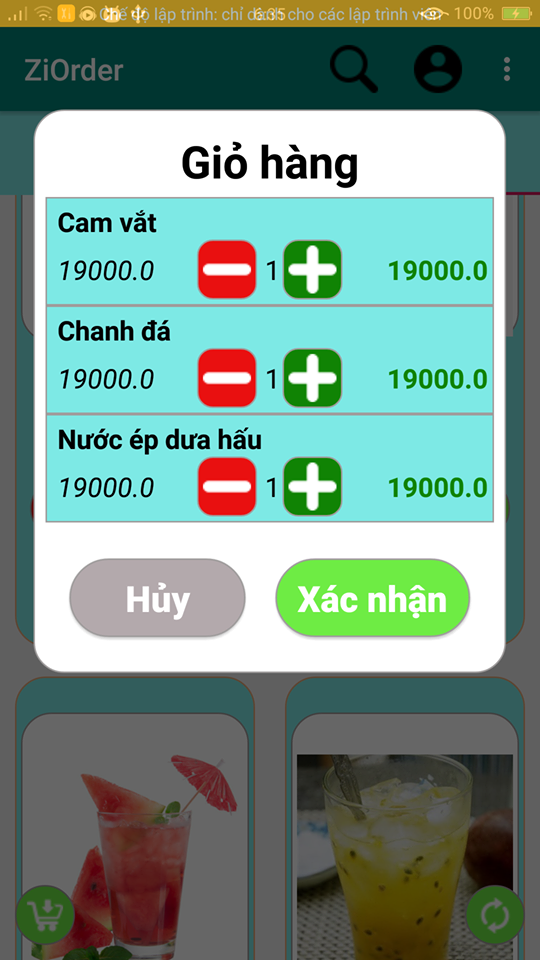 Chế độ lập trình: chỉ dành cho các lập trình viên
6:35
100%
ZiOrder
Giỏ hàng
Cam vắt
19000.0 1 19000.0
Chanh đá
19000.0 1 19000.0
Nước ép dưa hấu
19000.0 1 19000.0
Hủy Xác nhận